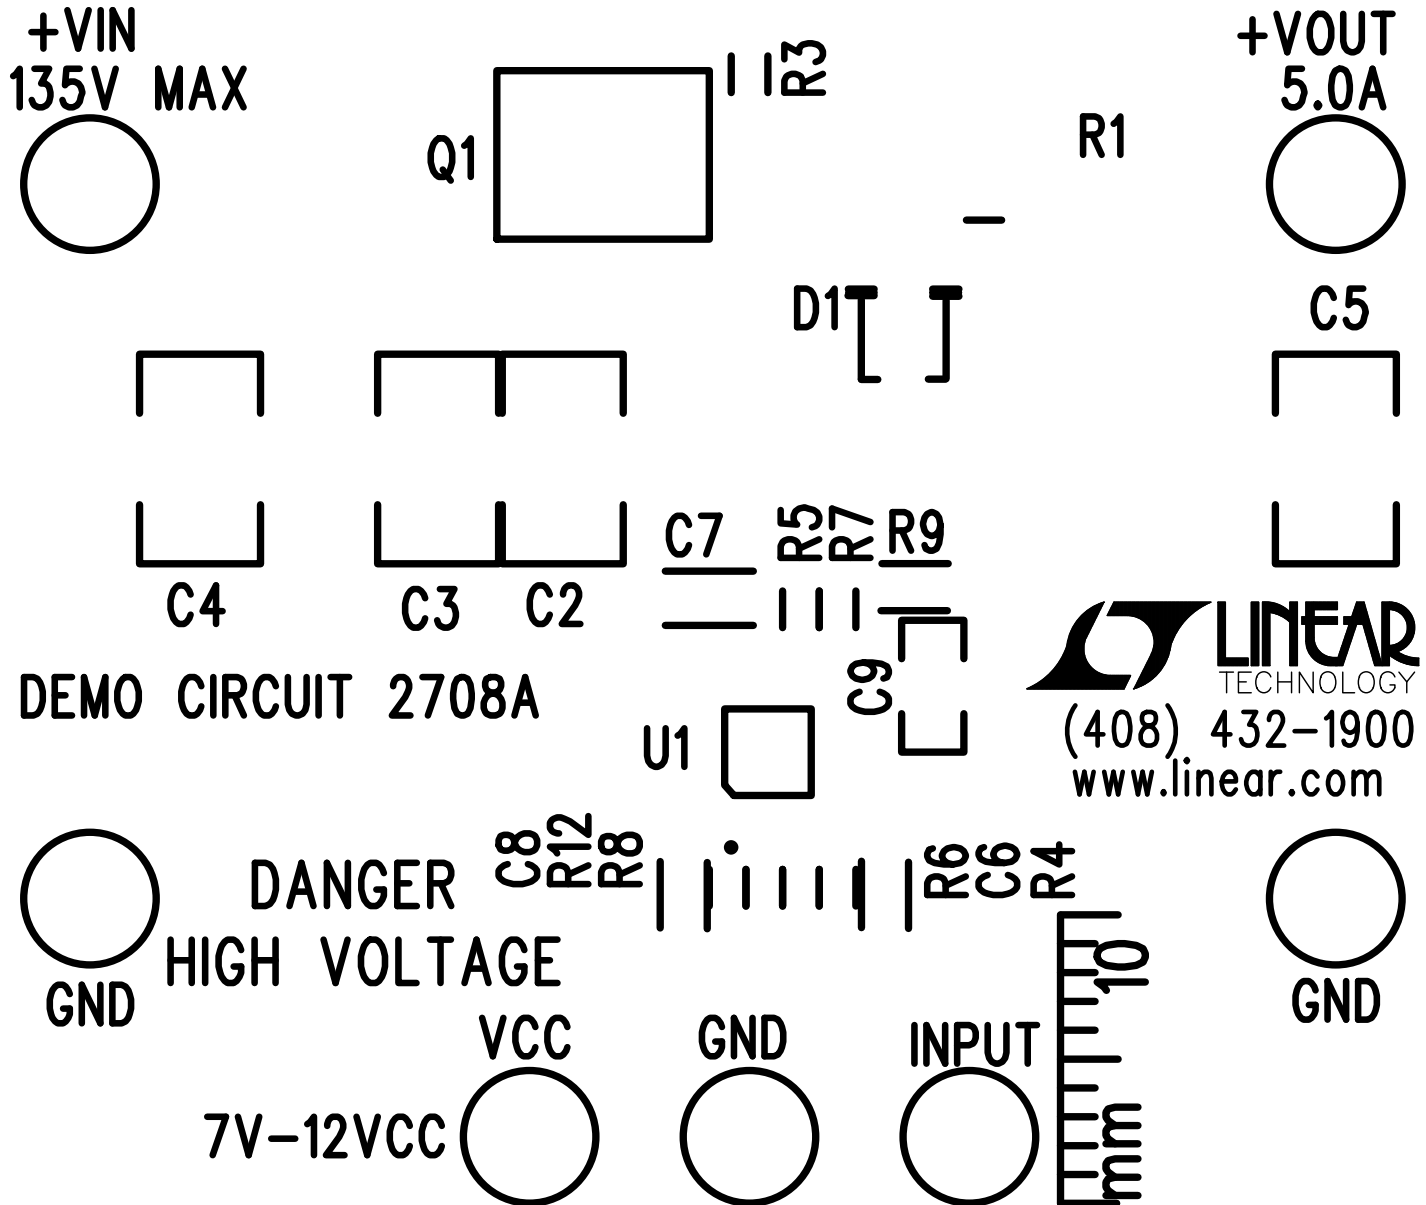 +VIN
135V MAX
+VOUT
5.0A
R3
Q1
R1
D1
C5
C7
R5
R7
R9
C4
C3
C2
LINEAR
TECHNOLOGY
(408) 432-1900
www.linear.com
DEMO CIRCUIT 2708A
C9
U1
C8
R12
R8
R6
C6
R4
DANGER
HIGH VOLTAGE
GND
GND
10
mm
VCC
GND
INPUT
7V-12VCC